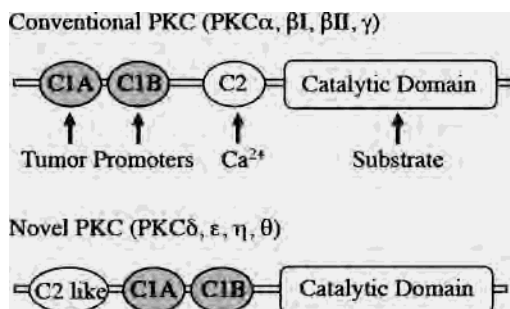 Conventional PKC (PKCα, βI, βII, γ)
C1A C1B C2 Catalytic Domain
Tumor Promoters Ca²⁺ Substrate
Novel PKC (PKCδ, ε, η, θ)
C2 like C1A C1B Catalytic Domain